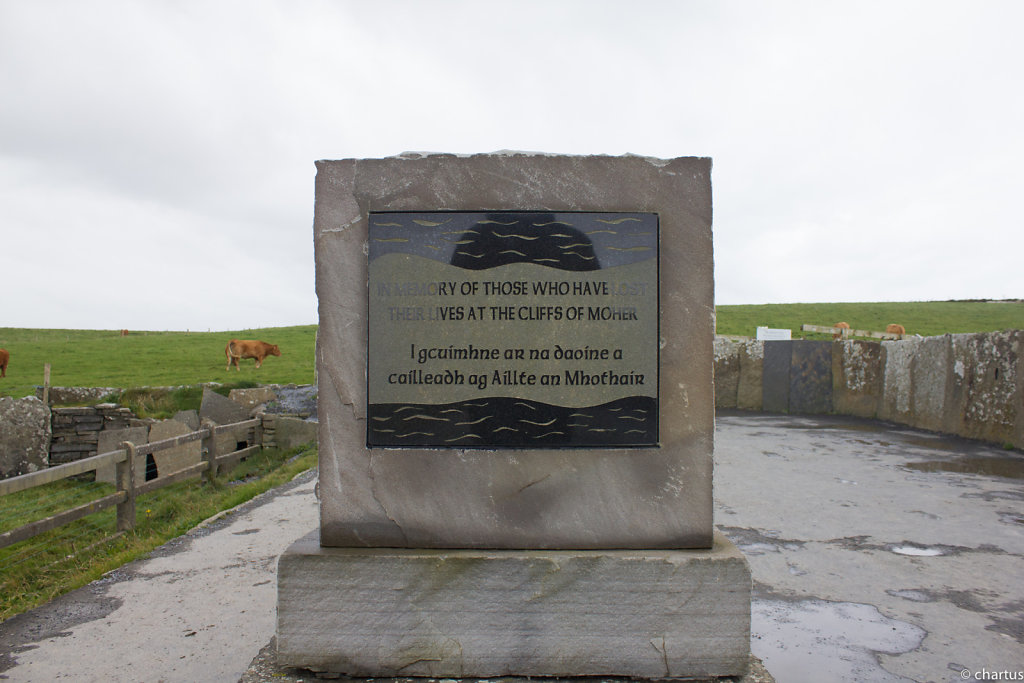 IN MEMORY OF THOSE WHO HAVE LOST
THEIR LIVES AT THE CLIFFS OF MOHER
I gcuimhne ar na daoine a
cailleadh ag Aillte an Mhothair
© chartus